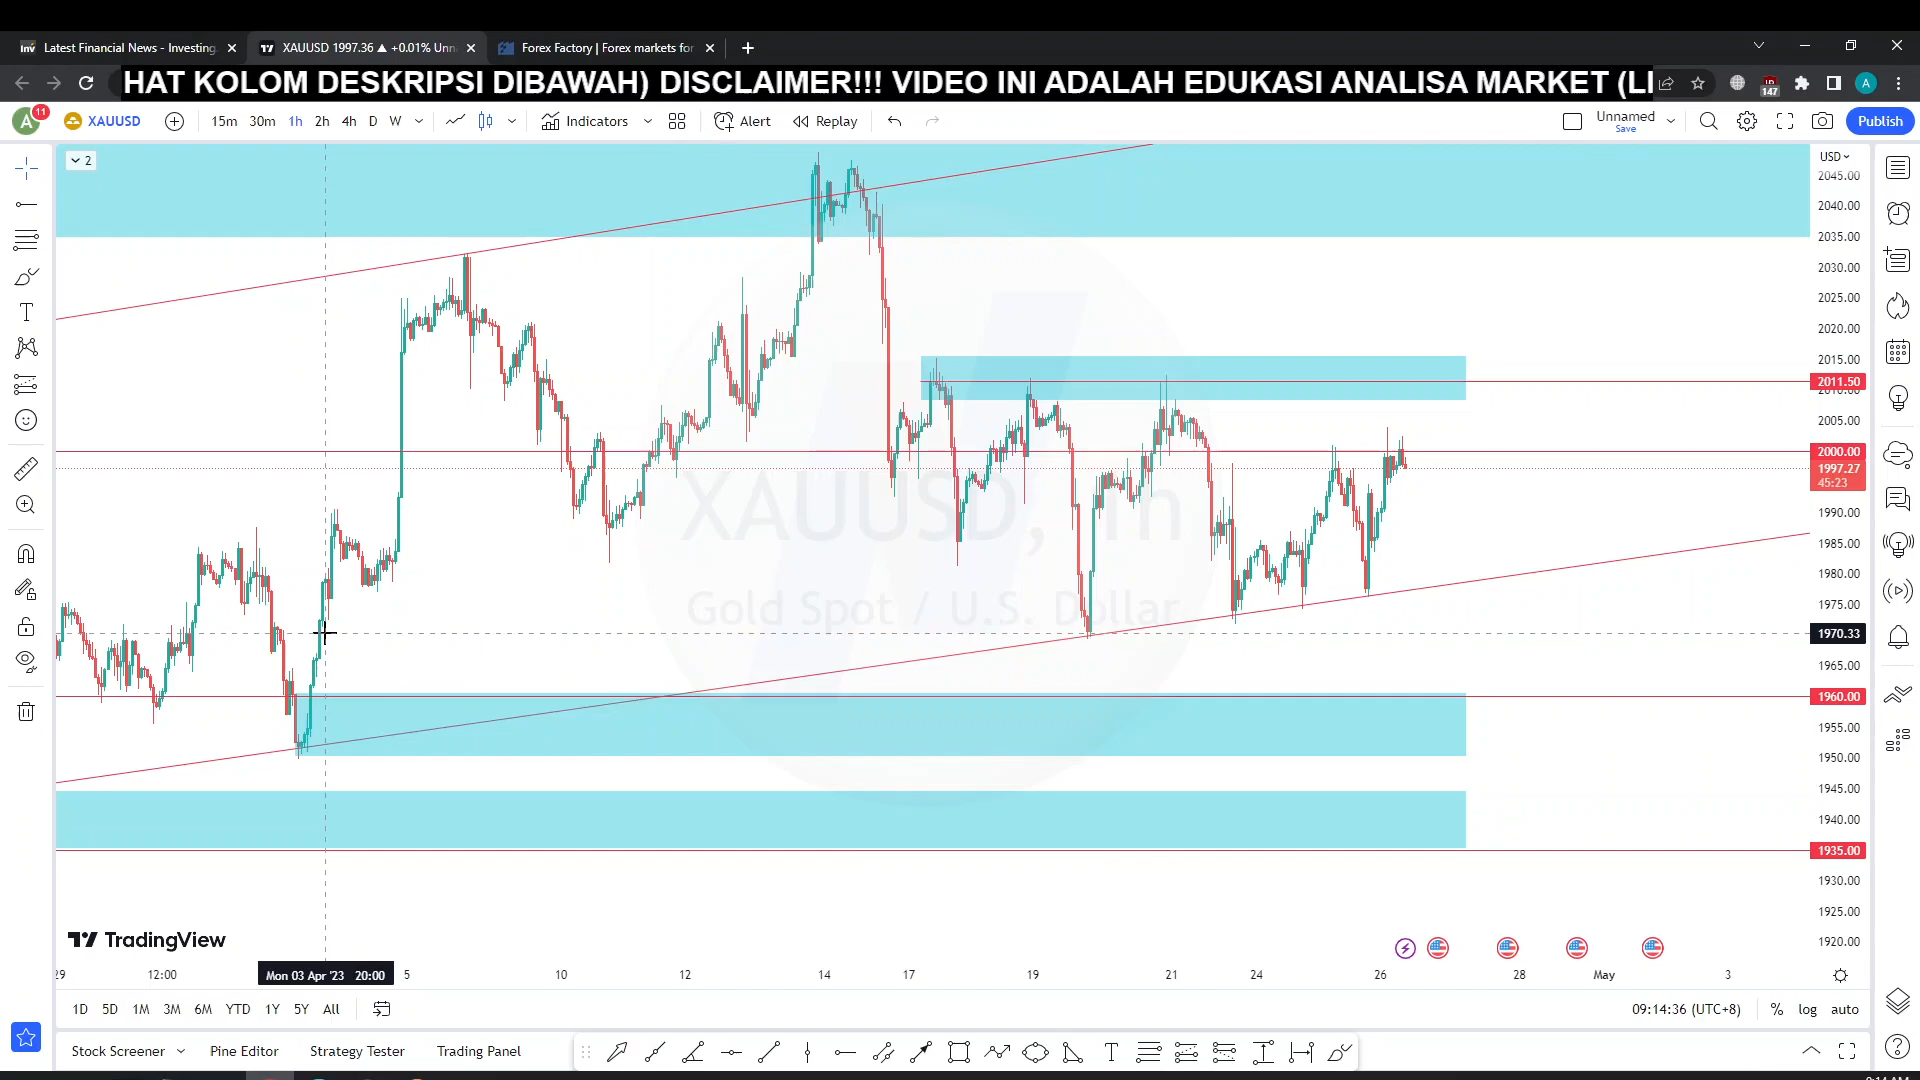 Latest Financial News - Investing
XAUUSD 1997.36 ▲ +0.01% Unn
Forex Factory | Forex markets for
HAT KOLOM DESKRIPSI DIBAWAH) DISCLAIMER!!! VIDEO INI ADALAH EDUKASI ANALISA MARKET (LI
147
A
A
11
XAUUSD
15m
30m
1h
2h
4h
D
W
Indicators
Alert
Replay
Unnamed
Save
Publish
2
USD
2045.00
2040.00
2035.00
2030.00
2025.00
2020.00
2015.00
2011.50
2005.00
2000.00
1997.27
45:23
1990.00
1985.00
1980.00
1975.00
1970.33
1965.00
1960.00
1955.00
1950.00
1945.00
1940.00
1935.00
1930.00
1925.00
1920.00
Gold Spot / U.S. Dollar
TradingView
29
12:00
Mon 03 Apr '23 20:00
5
10
12
14
17
19
21
24
26
28
May
3
1D
5D
1M
3M
6M
YTD
1Y
5Y
All
09:14:36 (UTC+8)
%
log
auto
Stock Screener
Pine Editor
Strategy Tester
Trading Panel